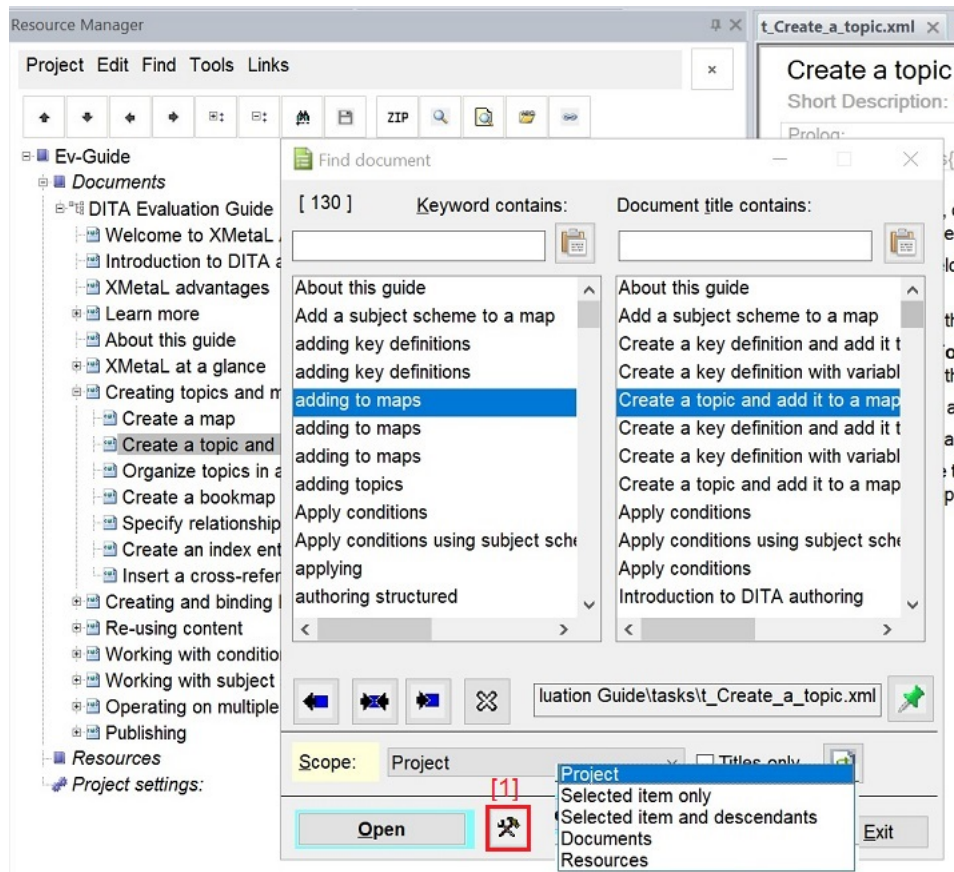 Resource Manager
Project Edit Find Tools Links
ZIP
Ev-Guide
Documents
DITA Evaluation Guide
Welcome to XMetaL
Introduction to DITA
XMetaL advantages
Learn more
About this guide
XMetaL at a glance
Creating topics and m
Create a map
Create a topic and
Organize topics in a
Create a bookmap
Specify relationship
Create an index ent
Insert a cross-refer
Creating and binding
Re-using content
Working with conditio
Working with subject
Operating on multiple
Publishing
Resources
Project settings:
t_Create_a_topic.xml
Create a topic
Short Description:
Prolog:
Find document
[ 130 ]
Keyword contains:
About this guide
Add a subject scheme to a map
adding key definitions
adding key definitions
adding to maps
adding to maps
adding to maps
adding topics
Apply conditions
Apply conditions using subject sche
applying
authoring structured
Document title contains:
About this guide
Add a subject scheme to a map
Create a key definition and add it t
Create a key definition with variabl
Create a topic and add it to a map
Create a key definition and add it t
Create a key definition with variabl
Create a topic and add it to a map
Apply conditions
Apply conditions using subject sche
Apply conditions
Introduction to DITA authoring
luation Guide\tasks\t_Create_a_topic.xml
Scope:
Project
Titles only
Project
Selected item only
Selected item and descendants
Documents
Resources
[1]
Open
Exit